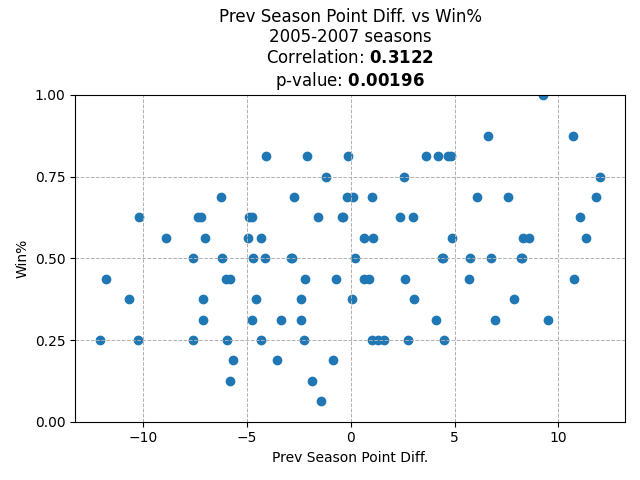 Prev Season Point Diff. vs Win%
2005-2007 seasons
Correlation: 0.3122
p-value: 0.00196
1.00
0.75
0.50
0.25
0.00
Win%
−10
−5
0
5
10
Prev Season Point Diff.